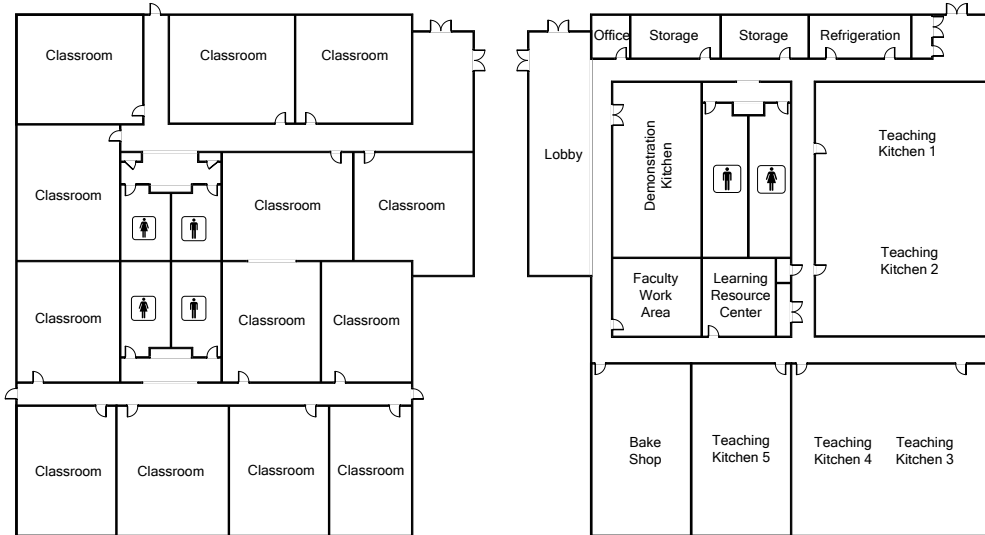 Classroom
Classroom
Classroom
Classroom
Classroom
Classroom
Classroom
Classroom
Classroom
Classroom
Classroom
Classroom
Classroom
Office
Storage
Storage
Refrigeration
Lobby
Demonstration
Kitchen
Teaching
Kitchen 1
Teaching
Kitchen 2
Faculty
Work
Area
Learning
Resource
Center
Bake
Shop
Teaching
Kitchen 5
Teaching
Kitchen 4
Teaching
Kitchen 3